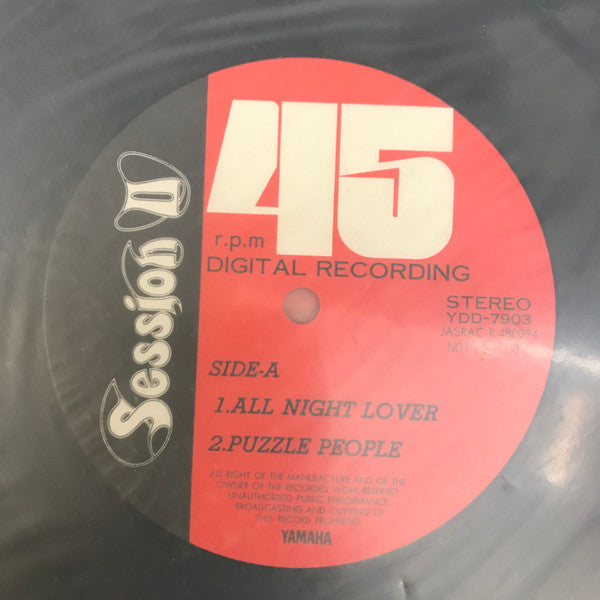 Session II
45
r.p.m
DIGITAL RECORDING
STEREO
YDD-7903
JASRAC R-480394
SIDE-A
1.ALL NIGHT LOVER
2.PUZZLE PEOPLE
ALL RIGHT OF THE MANUFACTURE AND OF THE
OWNER OF THE RECORDED WORK RESERVED
UNAUTHORISED PUBLIC PERFORMANCE,
BROADCASTING AND COPYING OF
THIS RECORD PROHIBITED
YAMAHA